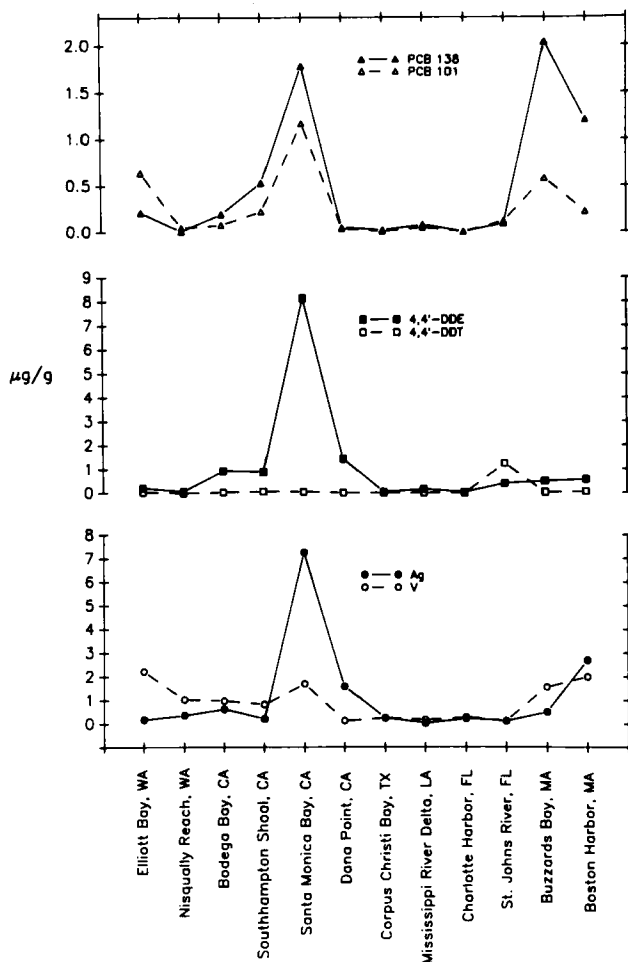 2.0
1.5
1.0
0.5
0.0
PCB 138
PCB 101
9
8
7
6
5
4
3
2
1
0
4,4'-DDE
4,4'-DDT
µg/g
8
7
6
5
4
3
2
1
0
Ag
V
Elliott Bay, WA
Nisqually Reach, WA
Bodega Bay, CA
Southhampton Shoal, CA
Santa Monica Bay, CA
Dana Point, CA
Corpus Christi Bay, TX
Mississippi River Delta, LA
Charlotte Harbor, FL
St. Johns River, FL
Buzzards Bay, MA
Boston Harbor, MA